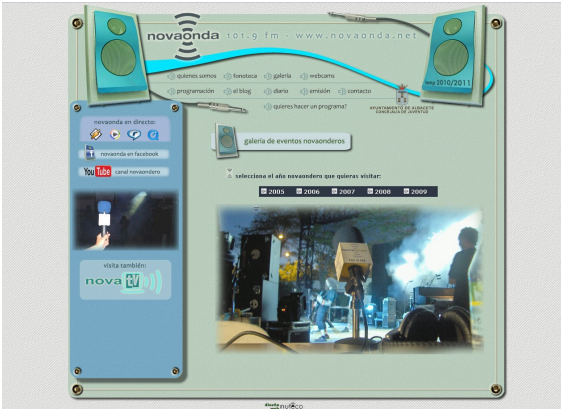 novaonda 101.9 fm - www.novaonda.net
temp 2010/2011
quienes somos fonoteca galería webcams
programación el blog diario emisión contacto
quieres hacer un programa?
AYUNTAMIENTO DE ALBACETE
CONCEJALIA DE JUVENTUD
novaonda en directo:
novaonda en facebook
YouTube canal novaondero
visita también:
nova tv
galería de eventos novaonderos
selecciona el año novaondero que quieras visitar:
2005 2006 2007 2008 2009
diseño